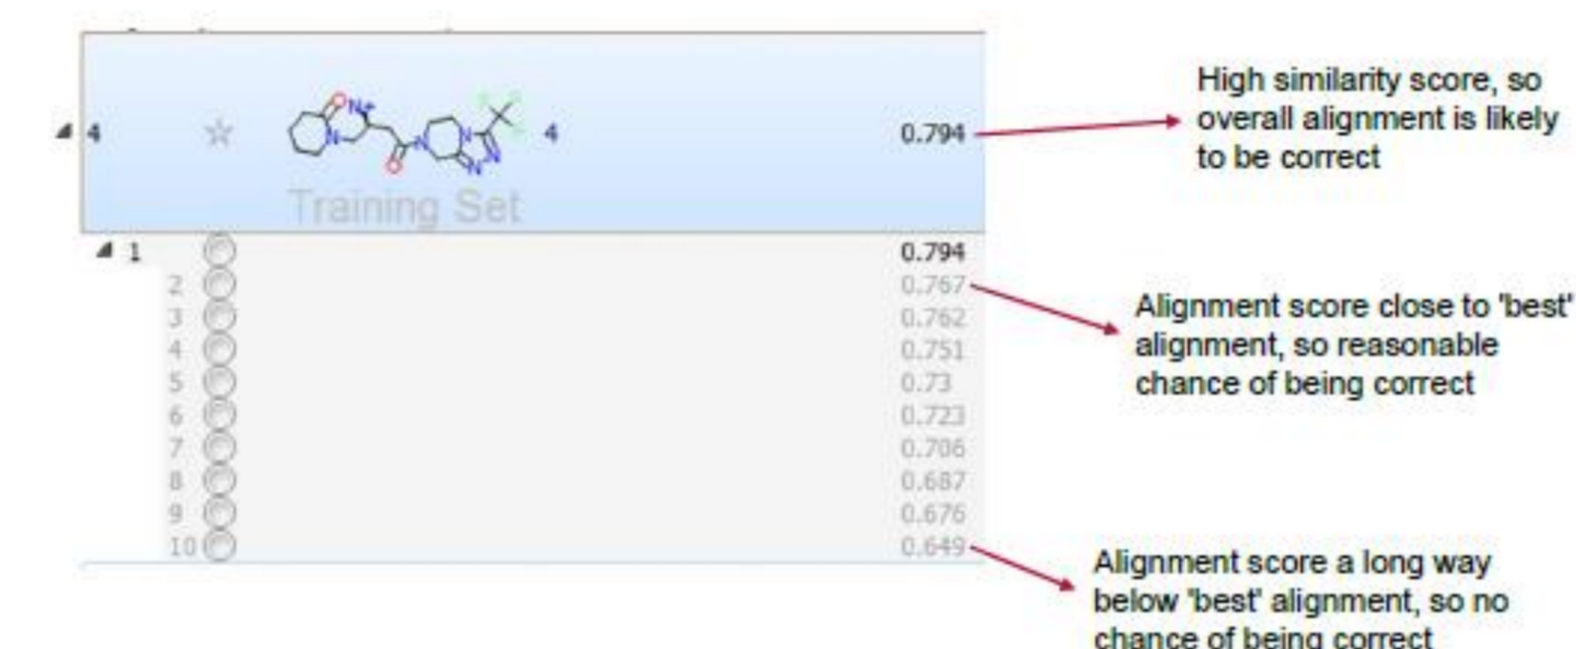 High similarity score, so
overall alignment is likely
to be correct
4
O
N+
N
O
N
N
N
N
F
F
F
4
0.794
Training Set
1
0.794
2
0.767
3
0.762
4
0.751
5
0.73
6
0.723
7
0.706
8
0.687
9
0.676
10
0.649
Alignment score close to 'best'
alignment, so reasonable
chance of being correct
Alignment score a long way
below 'best' alignment, so no
chance of being correct